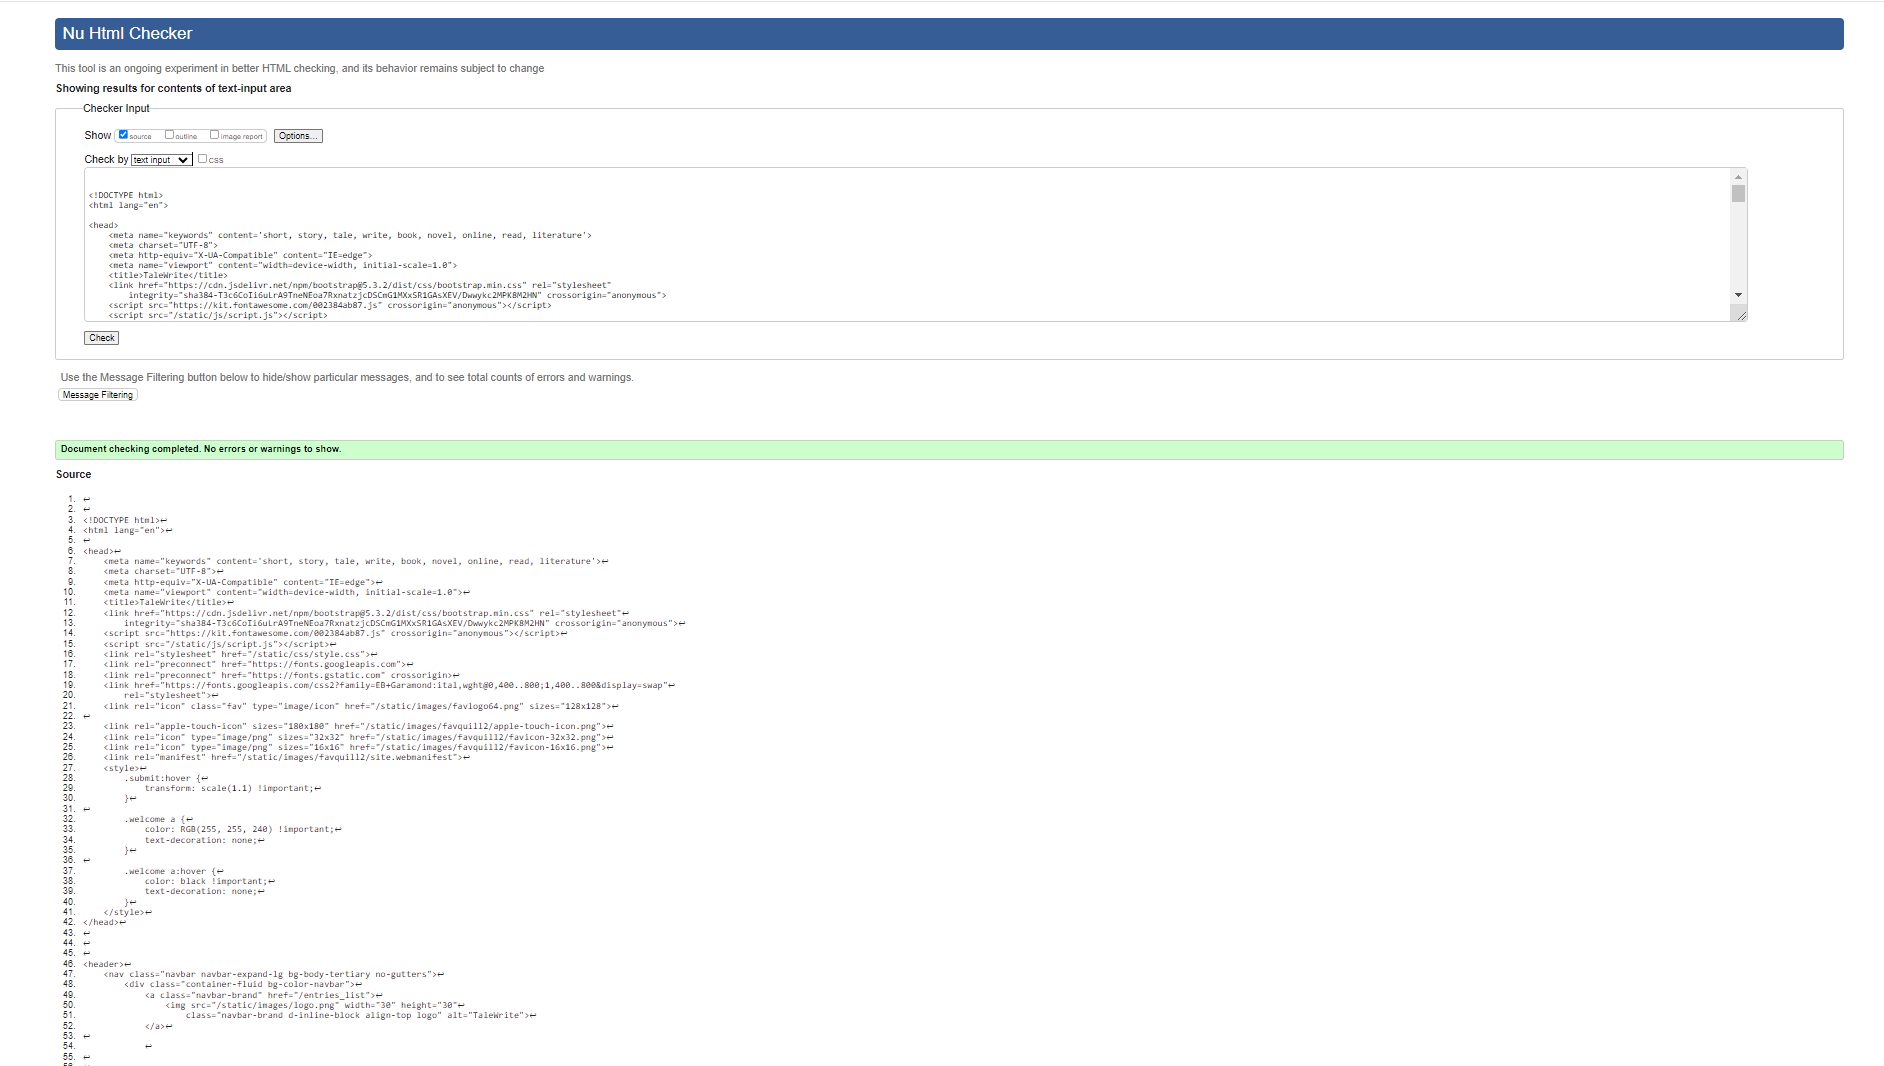 Nu Html Checker
This tool is an ongoing experiment in better HTML checking, and its behavior remains subject to change
Showing results for contents of text-input area
Checker Input
Show source outline image report Options...
Check by text input css
<!DOCTYPE html>
<html lang="en">
<head>
<meta name="keywords" content='short, story, tale, write, book, novel, online, read, literature'>
<meta charset="UTF-8">
<meta http-equiv="X-UA-Compatible" content="IE=edge">
<meta name="viewport" content="width=device-width, initial-scale=1.0">
<title>TaleWrite</title>
<link href="https://cdn.jsdelivr.net/npm/bootstrap@5.3.2/dist/css/bootstrap.min.css" rel="stylesheet"
integrity="sha384-T3c6CoIi6uLrA9TneNEoa7RxnatzjcDSCmG1MXxSR1GAsXEV/Dwwykc2MPK8M2HN" crossorigin="anonymous">
<script src="https://kit.fontawesome.com/002384ab87.js" crossorigin="anonymous"></script>
<script src="/static/js/script.js"></script>
Check
Use the Message Filtering button below to hide/show particular messages, and to see total counts of errors and warnings.
Message Filtering
Document checking completed. No errors or warnings to show.
Source
1. ↩
2. ↩
3. <!DOCTYPE html>↩
4. <html lang="en">↩
5. ↩
6. <head>↩
7. <meta name="keywords" content='short, story, tale, write, book, novel, online, read, literature'>↩
8. <meta charset="UTF-8">↩
9. <meta http-equiv="X-UA-Compatible" content="IE=edge">↩
10. <meta name="viewport" content="width=device-width, initial-scale=1.0">↩
11. <title>TaleWrite</title>↩
12. <link href="https://cdn.jsdelivr.net/npm/bootstrap@5.3.2/dist/css/bootstrap.min.css" rel="stylesheet"↩
13. integrity="sha384-T3c6CoIi6uLrA9TneNEoa7RxnatzjcDSCmG1MXxSR1GAsXEV/Dwwykc2MPK8M2HN" crossorigin="anonymous">↩
14. <script src="https://kit.fontawesome.com/002384ab87.js" crossorigin="anonymous"></script>↩
15. <script src="/static/js/script.js"></script>↩
16. <link rel="stylesheet" href="/static/css/style.css">↩
17. <link rel="preconnect" href="https://fonts.googleapis.com">↩
18. <link rel="preconnect" href="https://fonts.gstatic.com" crossorigin>↩
19. <link href="https://fonts.googleapis.com/css2?family=EB+Garamond:ital,wght@0,400..800;1,400..800&display=swap"↩
20. rel="stylesheet">↩
21. <link rel="icon" class="fav" type="image/icon" href="/static/images/favlogo64.png" sizes="128x128">↩
22. ↩
23. <link rel="apple-touch-icon" sizes="180x180" href="/static/images/favquill2/apple-touch-icon.png">↩
24. <link rel="icon" type="image/png" sizes="32x32" href="/static/images/favquill2/favicon-32x32.png">↩
25. <link rel="icon" type="image/png" sizes="16x16" href="/static/images/favquill2/favicon-16x16.png">↩
26. <link rel="manifest" href="/static/images/favquill2/site.webmanifest">↩
27. <style>↩
28. .submit:hover {↩
29. transform: scale(1.1) !important;↩
30. }↩
31. ↩
32. .welcome a {↩
33. color: RGB(255, 255, 240) !important;↩
34. text-decoration: none;↩
35. }↩
36. ↩
37. .welcome a:hover {↩
38. color: black !important;↩
39. text-decoration: none;↩
40. }↩
41. </style>↩
42. </head>↩
43. ↩
44. ↩
45. ↩
46. <header>↩
47. <nav class="navbar navbar-expand-lg bg-body-tertiary no-gutters">↩
48. <div class="container-fluid bg-color-navbar">↩
49. <a class="navbar-brand" href="/entries_list">↩
50. <img src="/static/images/logo.png" width="30" height="30"↩
51. class="navbar-brand d-inline-block align-top logo" alt="TaleWrite">↩
52. </a>↩
53. ↩
54. ↩
55. ↩